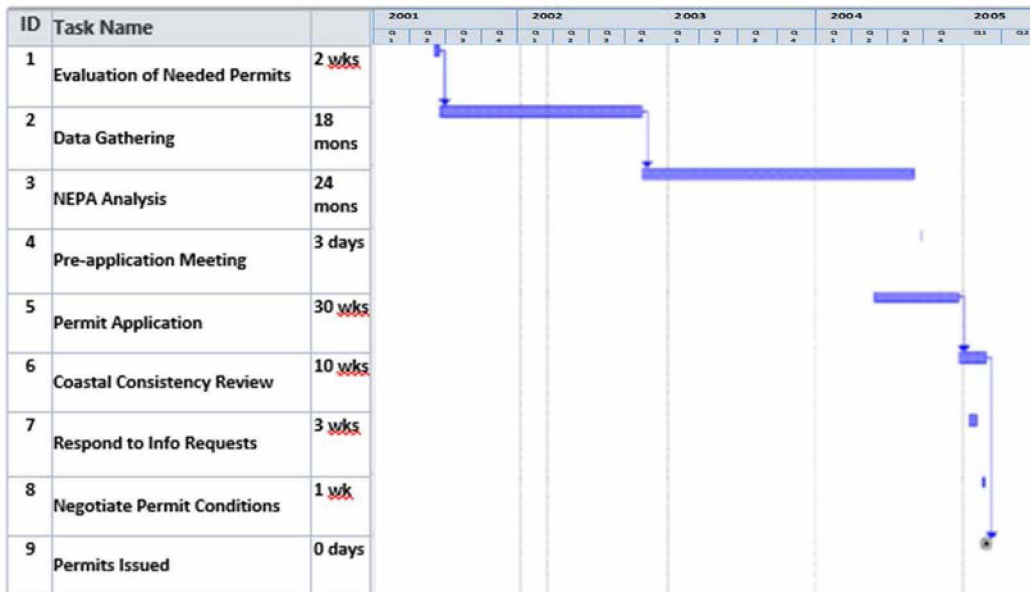 2001 2002 2003 2004 2005
ID Task Name
1 Evaluation of Needed Permits 2 wks
2 Data Gathering 18 mons
3 NEPA Analysis 24 mons
4 Pre-application Meeting 3 days
5 Permit Application 30 wks
6 Coastal Consistency Review 10 wks
7 Respond to Info Requests 3 wks
8 Negotiate Permit Conditions 1 wk
9 Permits Issued 0 days